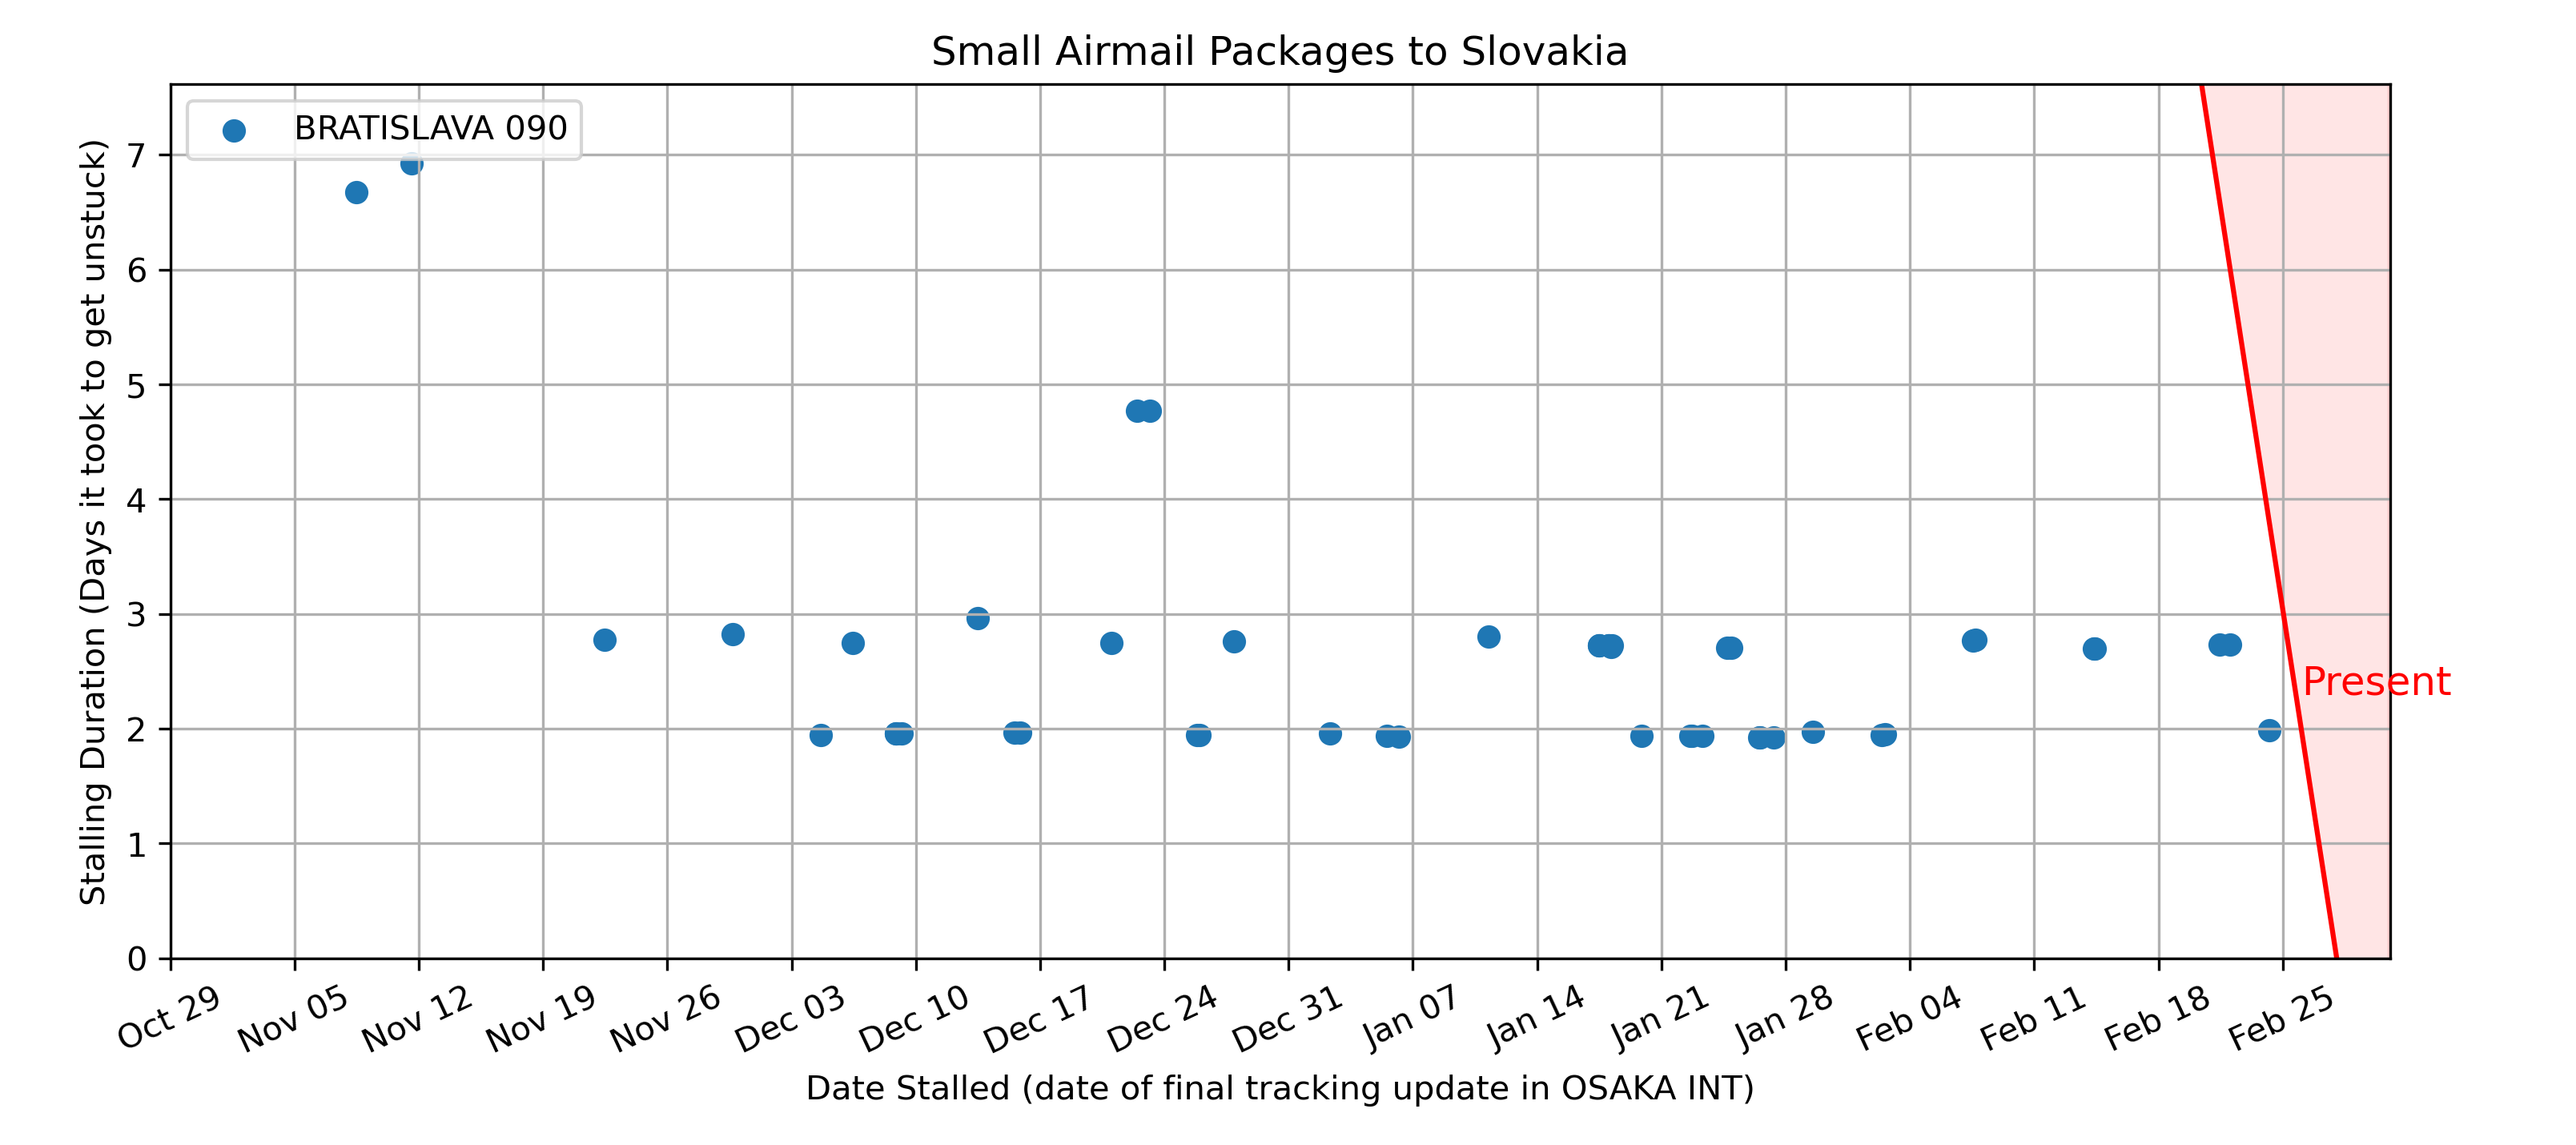 Small Airmail Packages to Slovakia
BRATISLAVA 090
Stalling Duration (Days it took to get unstuck)
7
6
5
4
3
2
1
0
Present
Oct 29
Nov 05
Nov 12
Nov 19
Nov 26
Dec 03
Dec 10
Dec 17
Dec 24
Dec 31
Jan 07
Jan 14
Jan 21
Jan 28
Feb 04
Feb 11
Feb 18
Feb 25
Date Stalled (date of final tracking update in OSAKA INT)